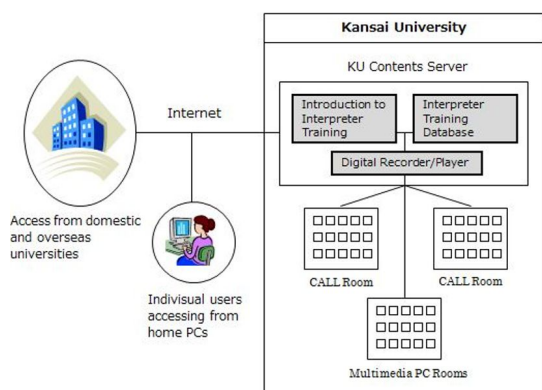 Kansai University
KU Contents Server
Introduction to
Interpreter
Training
Interpreter
Training
Database
Digital Recorder/Player
Internet
Access from domestic
and overseas
universities
Indivisual users
accessing from
home PCs
CALL Room
CALL Room
Multimedia PC Rooms